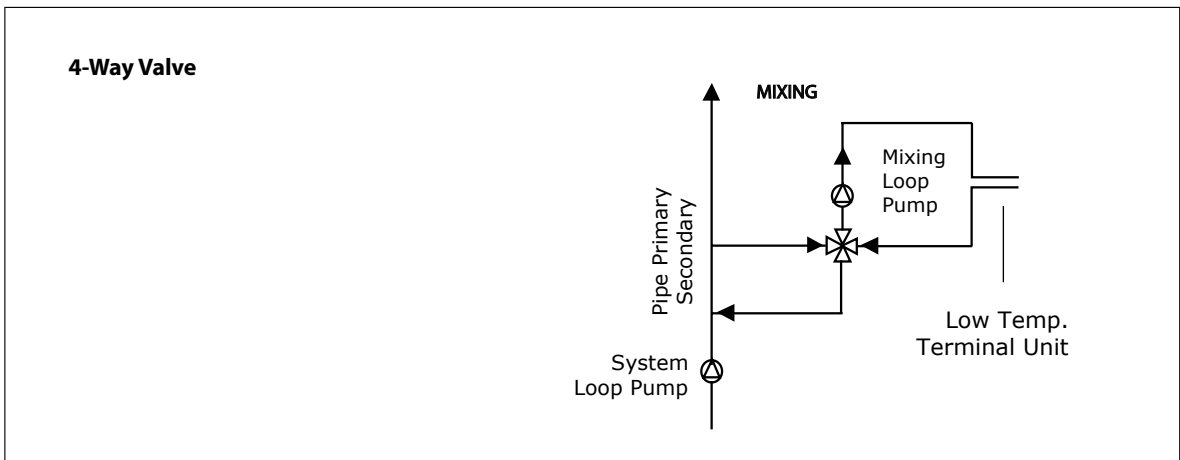 4-Way Valve
MIXING
Mixing
Loop
Pump
Pipe Primary
Secondary
Low Temp.
Terminal Unit
System
Loop Pump